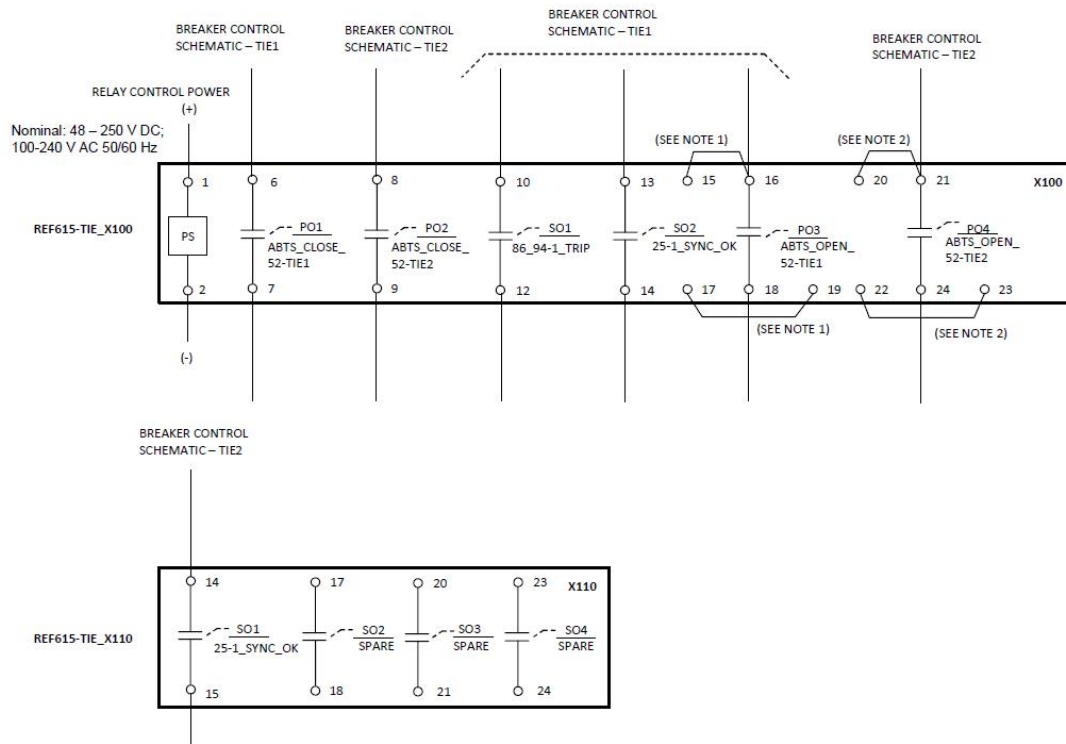 BREAKER CONTROL
SCHEMATIC – TIE1
BREAKER CONTROL
SCHEMATIC – TIE2
BREAKER CONTROL
SCHEMATIC – TIE1
BREAKER CONTROL
SCHEMATIC – TIE2
RELAY CONTROL POWER
(+)
Nominal: 48 – 250 V DC;
100-240 V AC 50/60 Hz
(SEE NOTE 1)
(SEE NOTE 2)
1
6
8
10
13
15
16
20
21
X100
REF615-TIE_X100
PS
PO1
ABTS_CLOSE_
52-TIE1
PO2
ABTS_CLOSE_
52-TIE2
SO1
86_94-1_TRIP
SO2
25-1_SYNC_OK
PO3
ABTS_OPEN_
52-TIE1
PO4
ABTS_OPEN_
52-TIE2
2
7
9
12
14
17
18
19
22
24
23
(SEE NOTE 1)
(SEE NOTE 2)
(-)
BREAKER CONTROL
SCHEMATIC – TIE2
14
17
20
23
X110
REF615-TIE_X110
SO1
25-1_SYNC_OK
SO2
SPARE
SO3
SPARE
SO4
SPARE
15
18
21
24